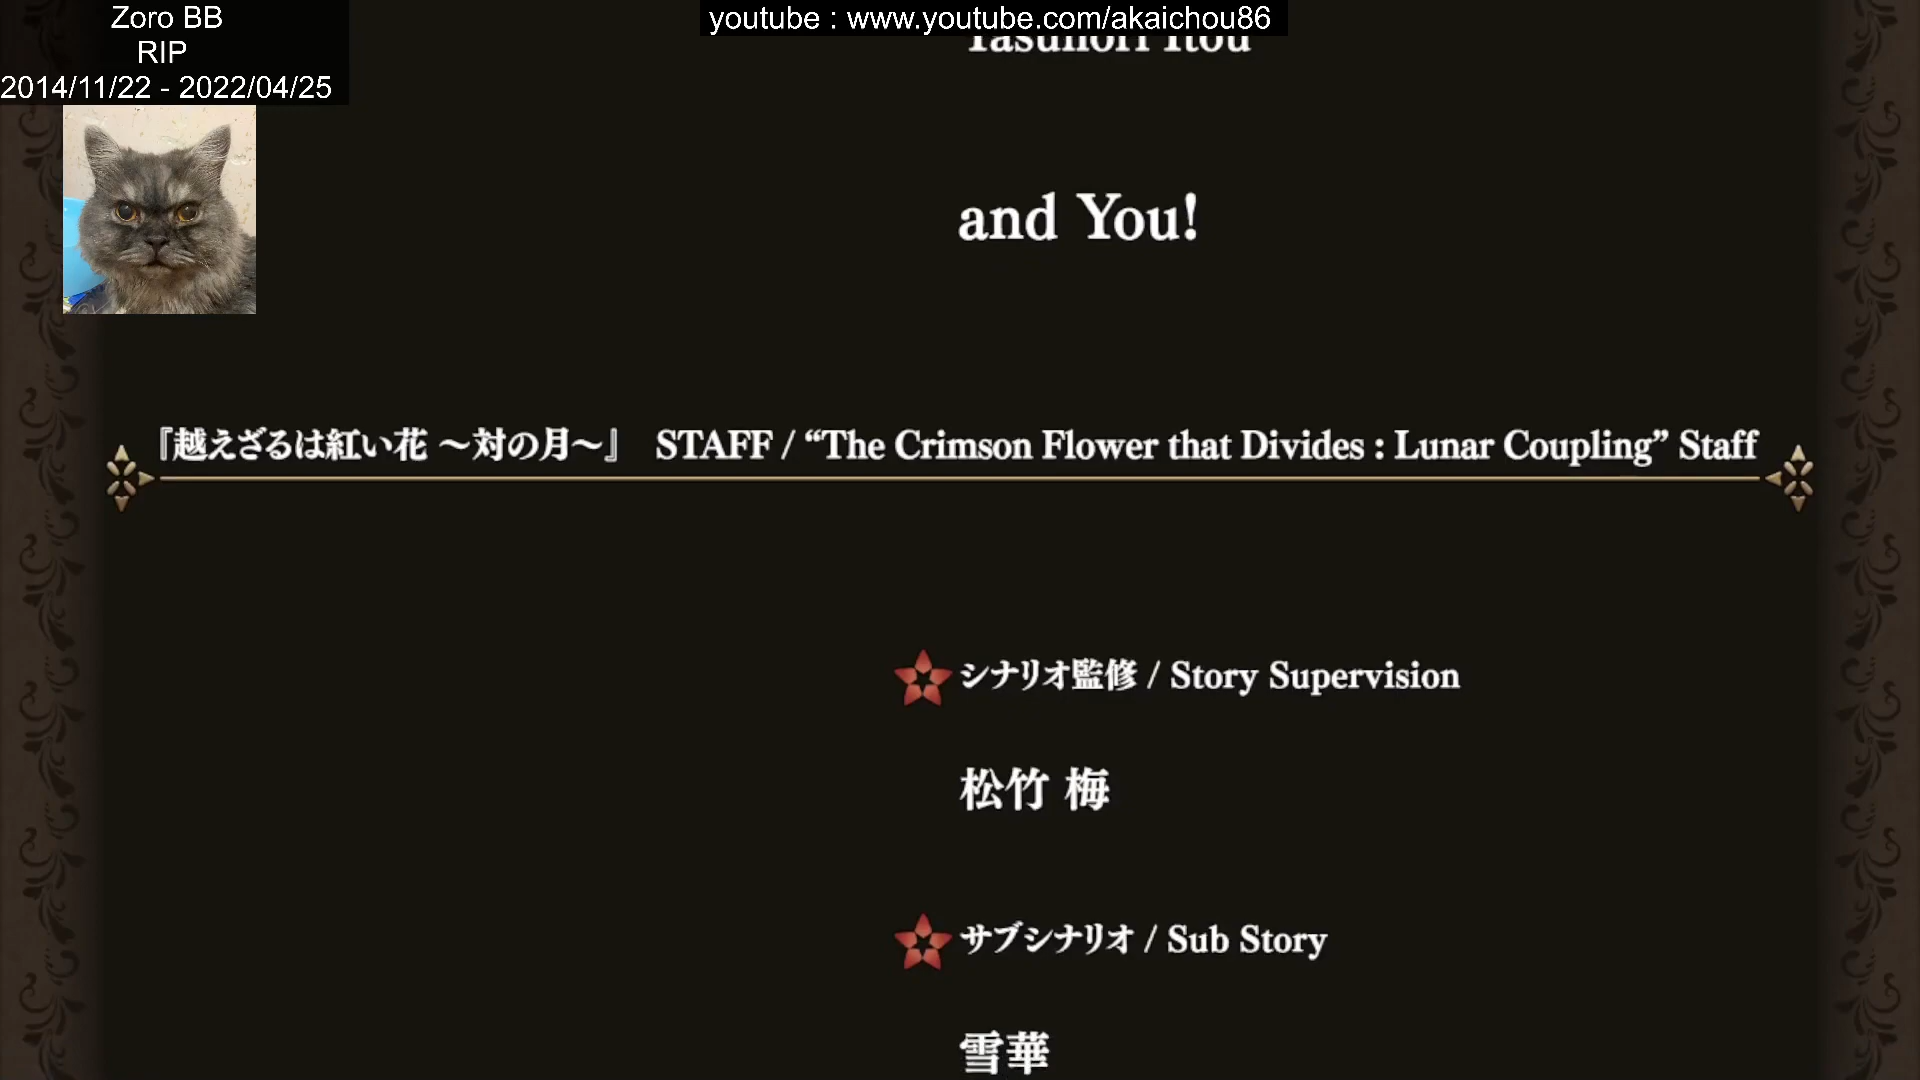 Zoro BB
RIP
2014/11/22 - 2022/04/25
youtube : www.youtube.com/akaichou86
Yasunori Itou
and You!
『越えざるは紅い花 ～対の月～』 STAFF / “The Crimson Flower that Divides : Lunar Coupling” Staff
シナリオ監修 / Story Supervision
松竹 梅
サブシナリオ / Sub Story
雪華